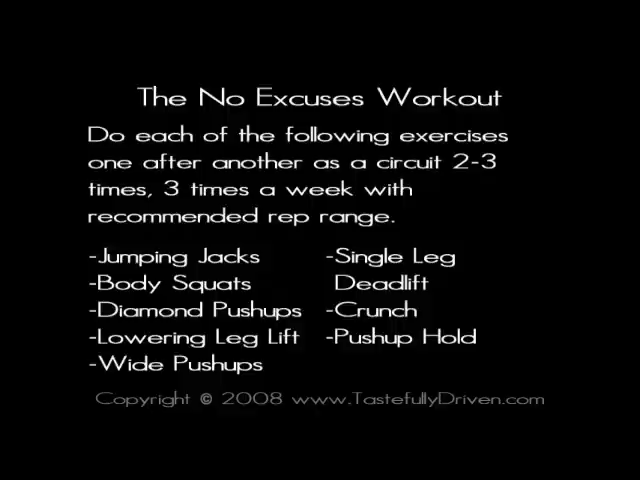 The No Excuses Workout
Do each of the following exercises
one after another as a circuit 2-3
times, 3 times a week with
recommended rep range.
-Jumping Jacks
-Body Squats
-Diamond Pushups
-Lowering Leg Lift
-Wide Pushups
-Single Leg
Deadlift
-Crunch
-Pushup Hold
Copyright © 2008 www.TastefullyDriven.com